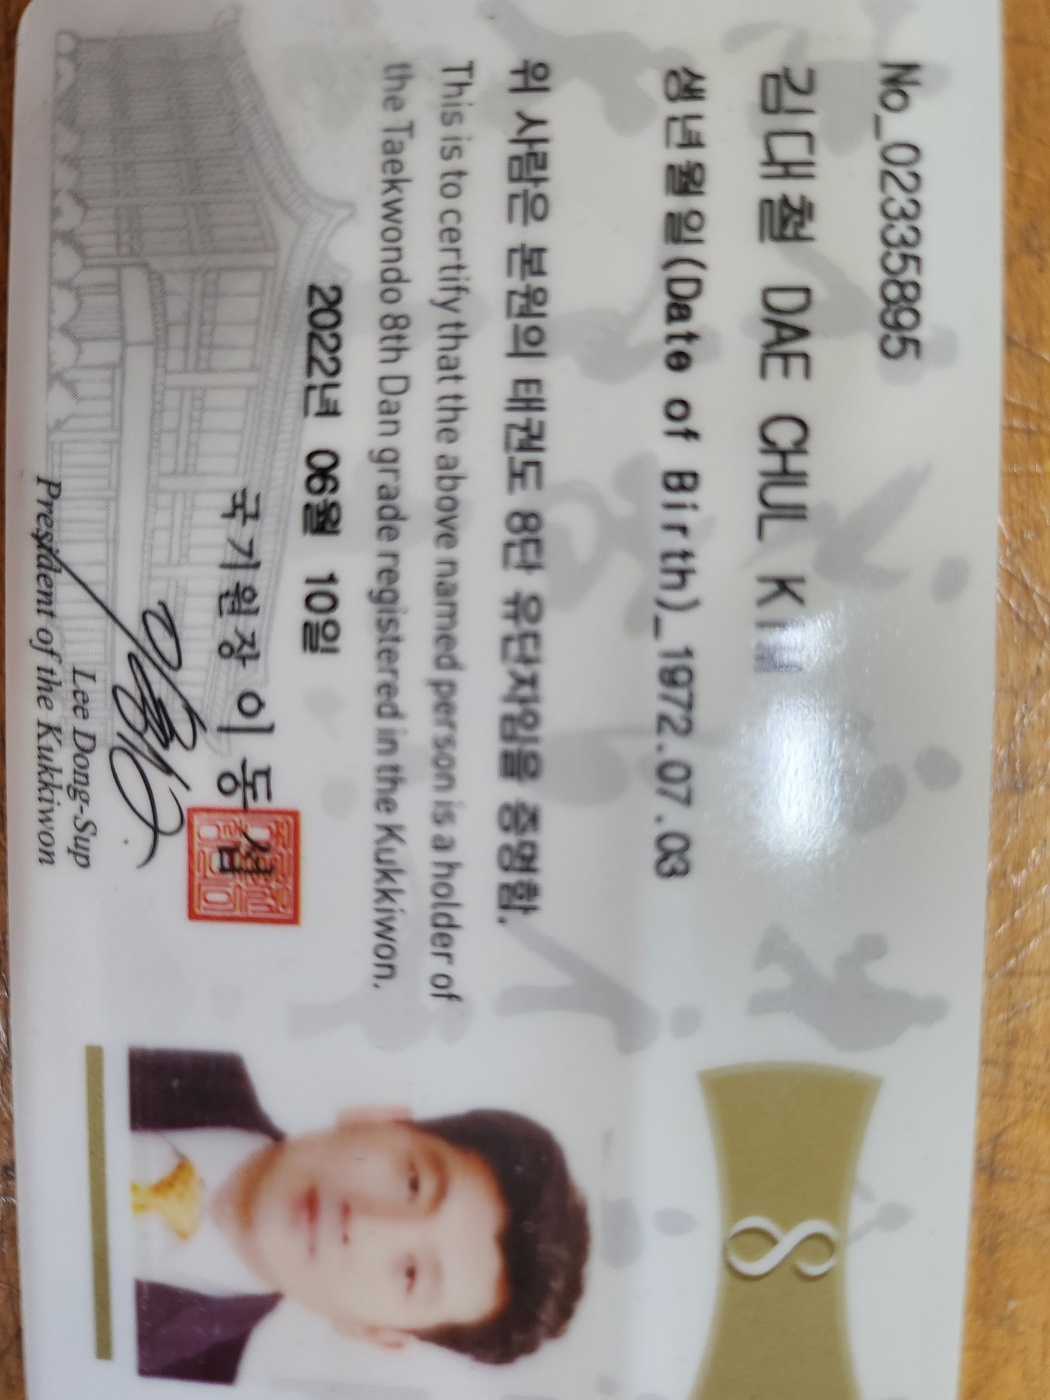 No_02335895
김대철 DAE CHUL KIM
생년월일(Date of Birth)_1972.07.03
위 사람은 본원의 태권도 8단 유단자임을 증명함.
This is to certify that the above named person is a holder of
the Taekwondo 8th Dan grade registered in the Kukkiwon.
2022년 06월 10일
국기원장 이동섭
Lee Dong-Sup
President of the Kukkiwon
8